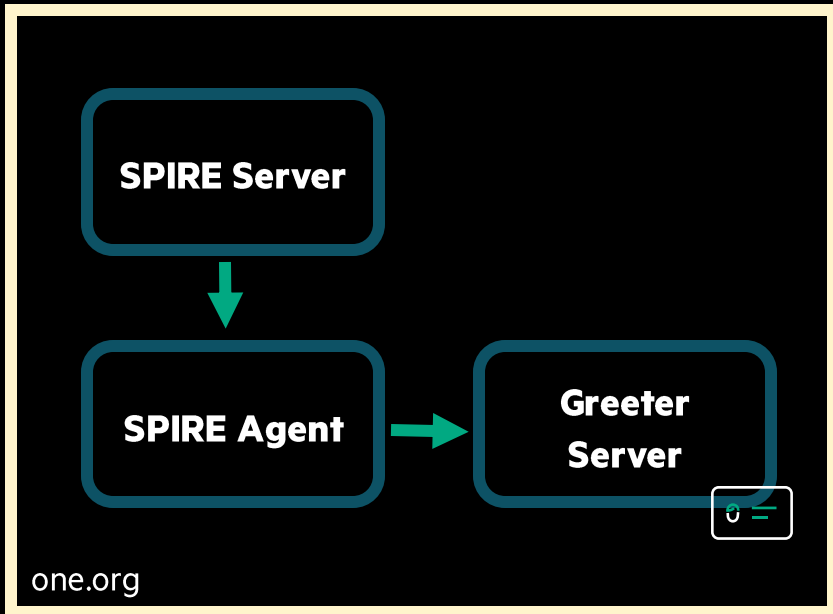 SPIRE Server
SPIRE Agent
Greeter
Server
one.org